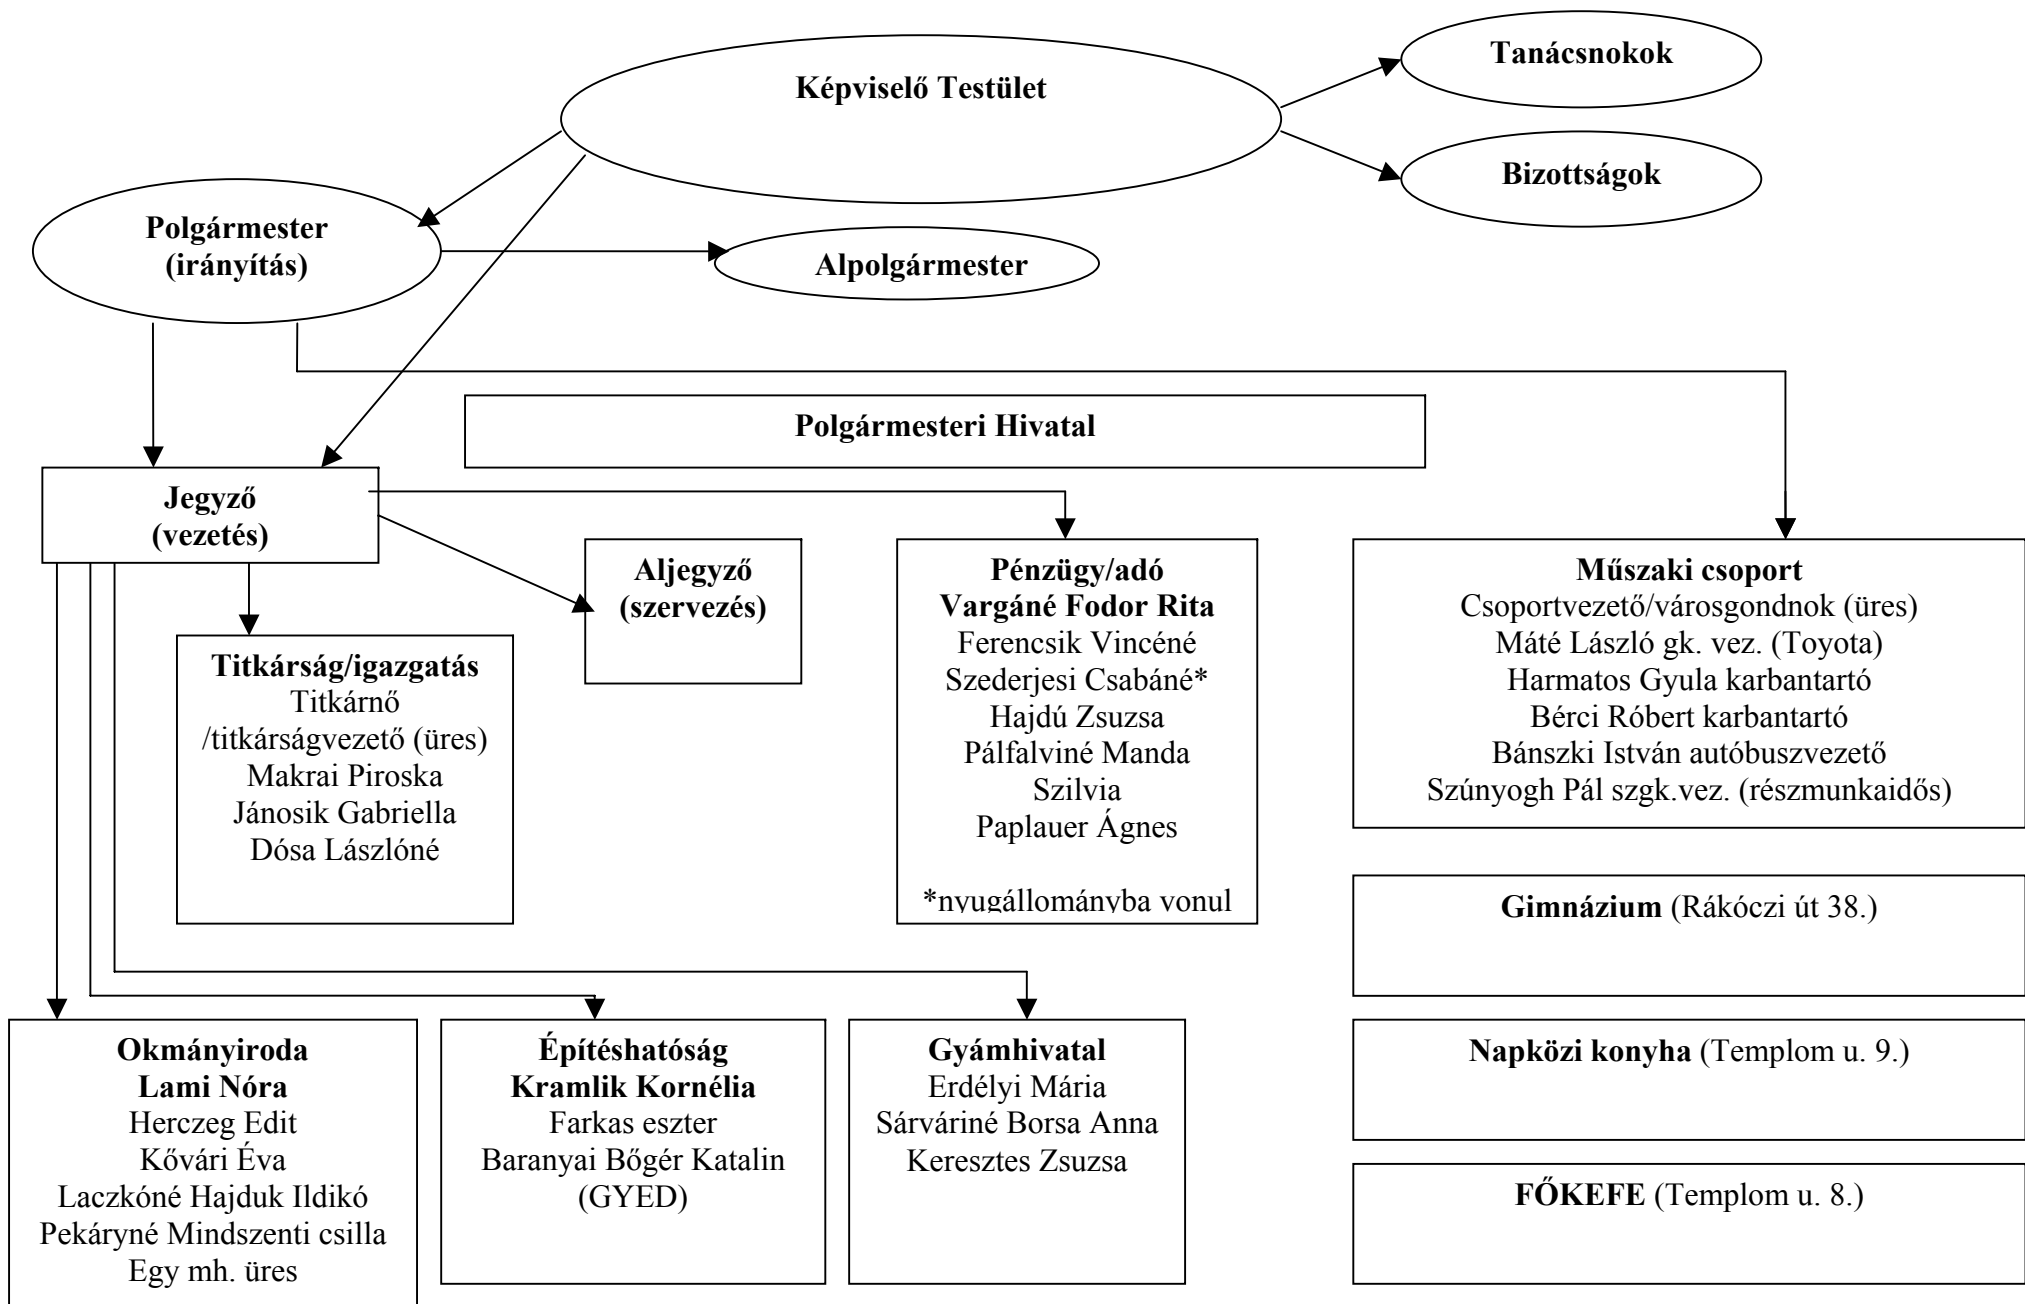 Képviselő Testület
Tanácsnokok
Bizottságok
Polgármester
(irányítás)
Alpolgármester
Polgármesteri Hivatal
Jegyző
(vezetés)
Aljegyző
(szervezés)
Pénzügy/adó
Vargáné Fodor Rita
Ferencsik Vincéné
Szederjesi Csabáné*
Hajdú Zsuzsa
Pálfalviné Manda
Szilvia
Paplauer Ágnes
*nyugállományba vonul
Műszaki csoport
Csoportvezető/városgondnok (üres)
Máté László gk. vez. (Toyota)
Harmatos Gyula karbantartó
Bérci Róbert karbantartó
Bánszki István autóbuszvezető
Szúnyogh Pál szgk.vez. (részmunkaidős)
Titkárság/igazgatás
Titkárnő
/titkárságvezető (üres)
Makrai Piroska
Jánosik Gabriella
Dósa Lászlóné
Gimnázium (Rákóczi út 38.)
Okmányiroda
Lami Nóra
Herczeg Edit
Kővári Éva
Laczkóné Hajduk Ildikó
Pekáryné Mindszenti csilla
Egy mh. üres
Építéshatóság
Kramlik Kornélia
Farkas eszter
Baranyai Bőgér Katalin
(GYED)
Gyámhivatal
Erdélyi Mária
Sárváriné Borsa Anna
Keresztes Zsuzsa
Napközi konyha (Templom u. 9.)
FŐKEFE (Templom u. 8.)